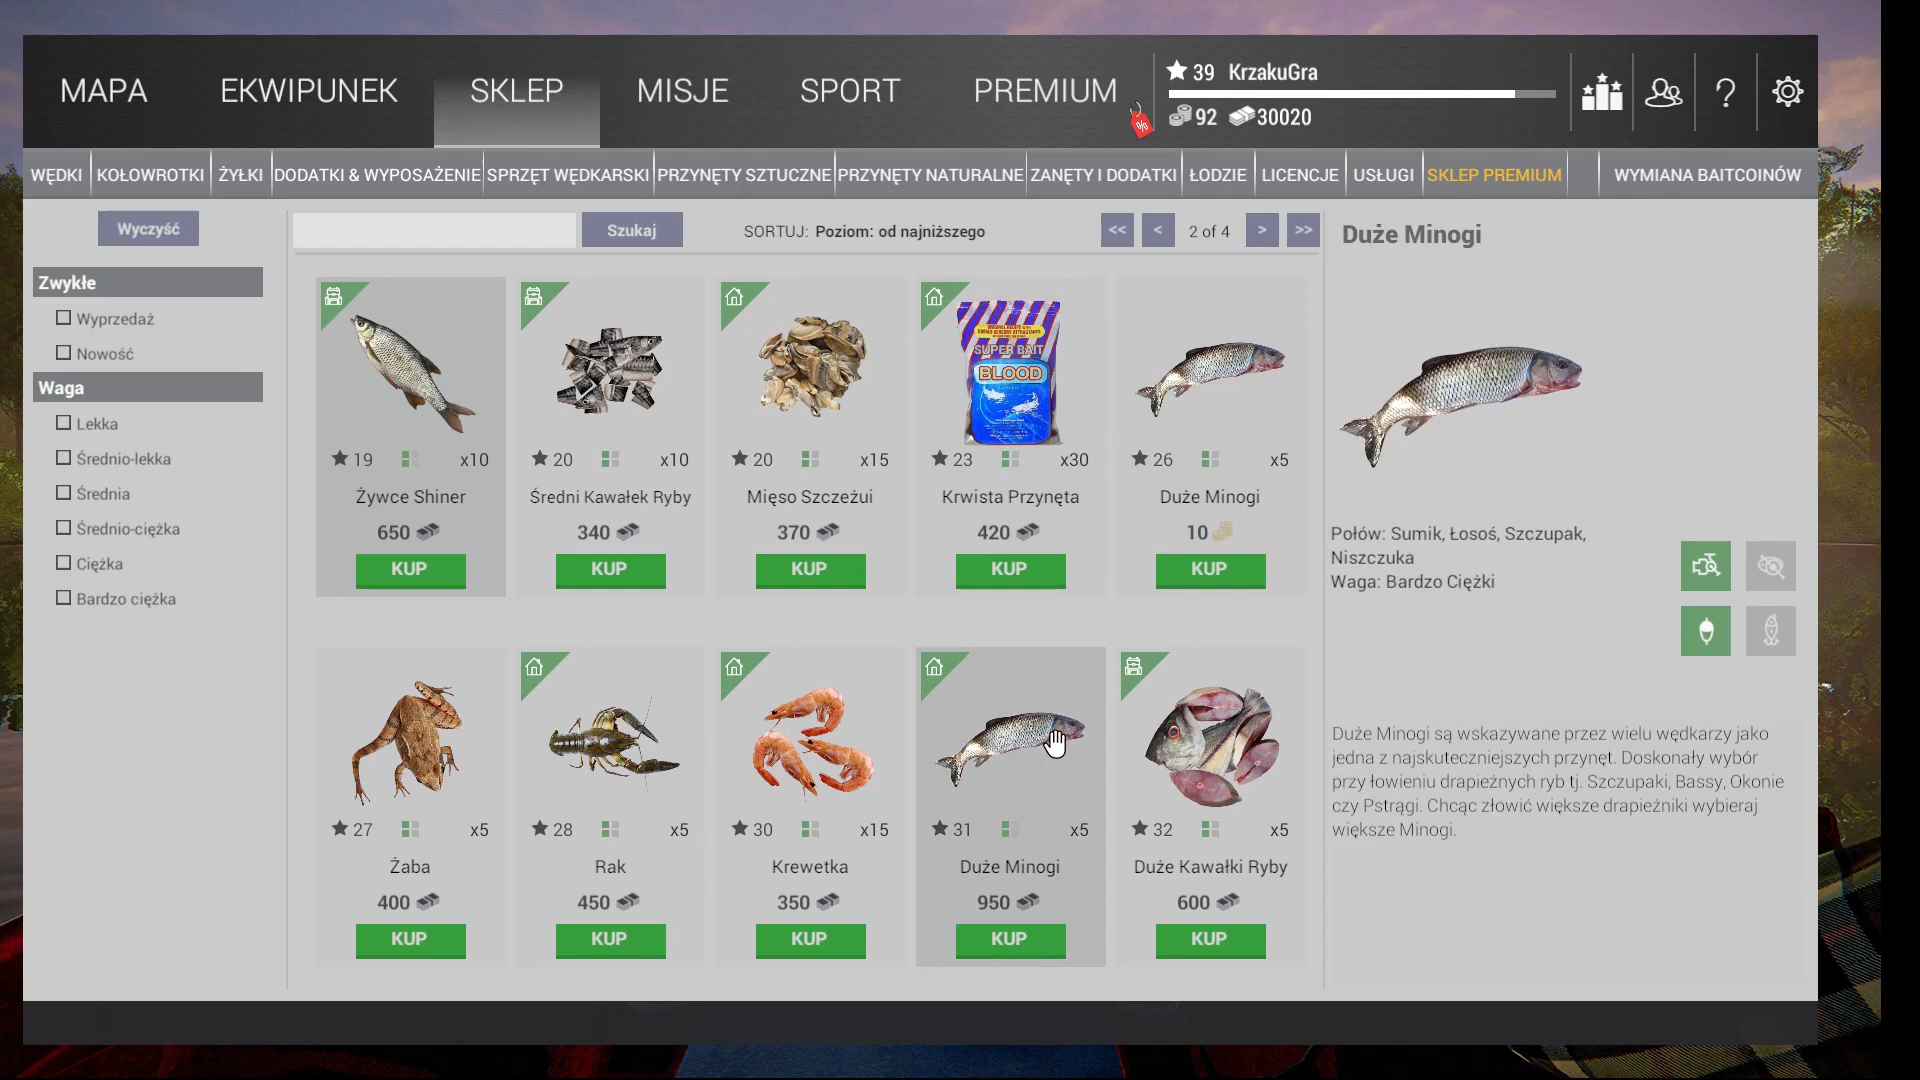 MAPA EKWIPUNEK SKLEP MISJE SPORT PREMIUM % 39 KrzakuGra
92 30020 ?
WĘDKI KOŁOWROTKI ŻYŁKI DODATKI & WYPOSAŻENIE SPRZĘT WĘDKARSKI PRZYNĘTY SZTUCZNE PRZYNĘTY NATURALNE ZANĘTY I DODATKI ŁODZIE LICENCJE USŁUGI SKLEP PREMIUM WYMIANA BAITCOINÓW
Wyczyść
Zwykłe
Wyprzedaż
Nowość
Waga
Lekka
Średnio-lekka
Średnia
Średnio-ciężka
Ciężka
Bardzo ciężka
Szukaj SORTUJ: Poziom: od najniższego << < 2 of 4 > >>
SUPER BAIT
BLOOD
19 x10 20 x10 20 x15 23 x30 26 x5
Żywce Shiner Średni Kawałek Ryby Mięso Szczeżui Krwista Przynęta Duże Minogi
650 340 370 420 10
KUP KUP KUP KUP KUP
27 x5 28 x5 30 x15 31 x5 32 x5
Żaba Rak Krewetka Duże Minogi Duże Kawałki Ryby
400 450 350 950 600
KUP KUP KUP KUP KUP
Duże Minogi
Połów: Sumik, Łosoś, Szczupak,
Niszczuka
Waga: Bardzo Ciężki
Duże Minogi są wskazywane przez wielu wędkarzy jako
jedna z najskuteczniejszych przynęt. Doskonały wybór
przy łowieniu drapieżnych ryb tj. Szczupaki, Bassy, Okonie
czy Pstrągi. Chcąc złowić większe drapieżniki wybieraj
większe Minogi.